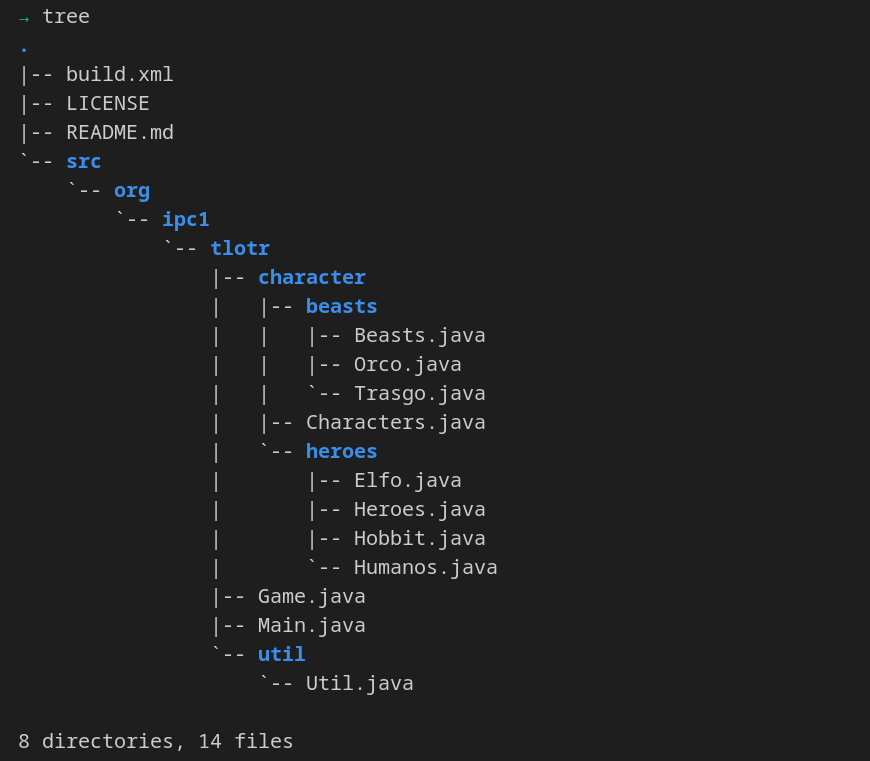 → tree
.
|-- build.xml
|-- LICENSE
|-- README.md
`-- src
    `-- org
        `-- ipc1
            `-- tlotr
                |-- character
                |   |-- beasts
                |   |   |-- Beasts.java
                |   |   |-- Orco.java
                |   |   `-- Trasgo.java
                |   |-- Characters.java
                |   `-- heroes
                |       |-- Elfo.java
                |       |-- Heroes.java
                |       |-- Hobbit.java
                |       `-- Humanos.java
                |-- Game.java
                |-- Main.java
                `-- util
                    `-- Util.java

8 directories, 14 files